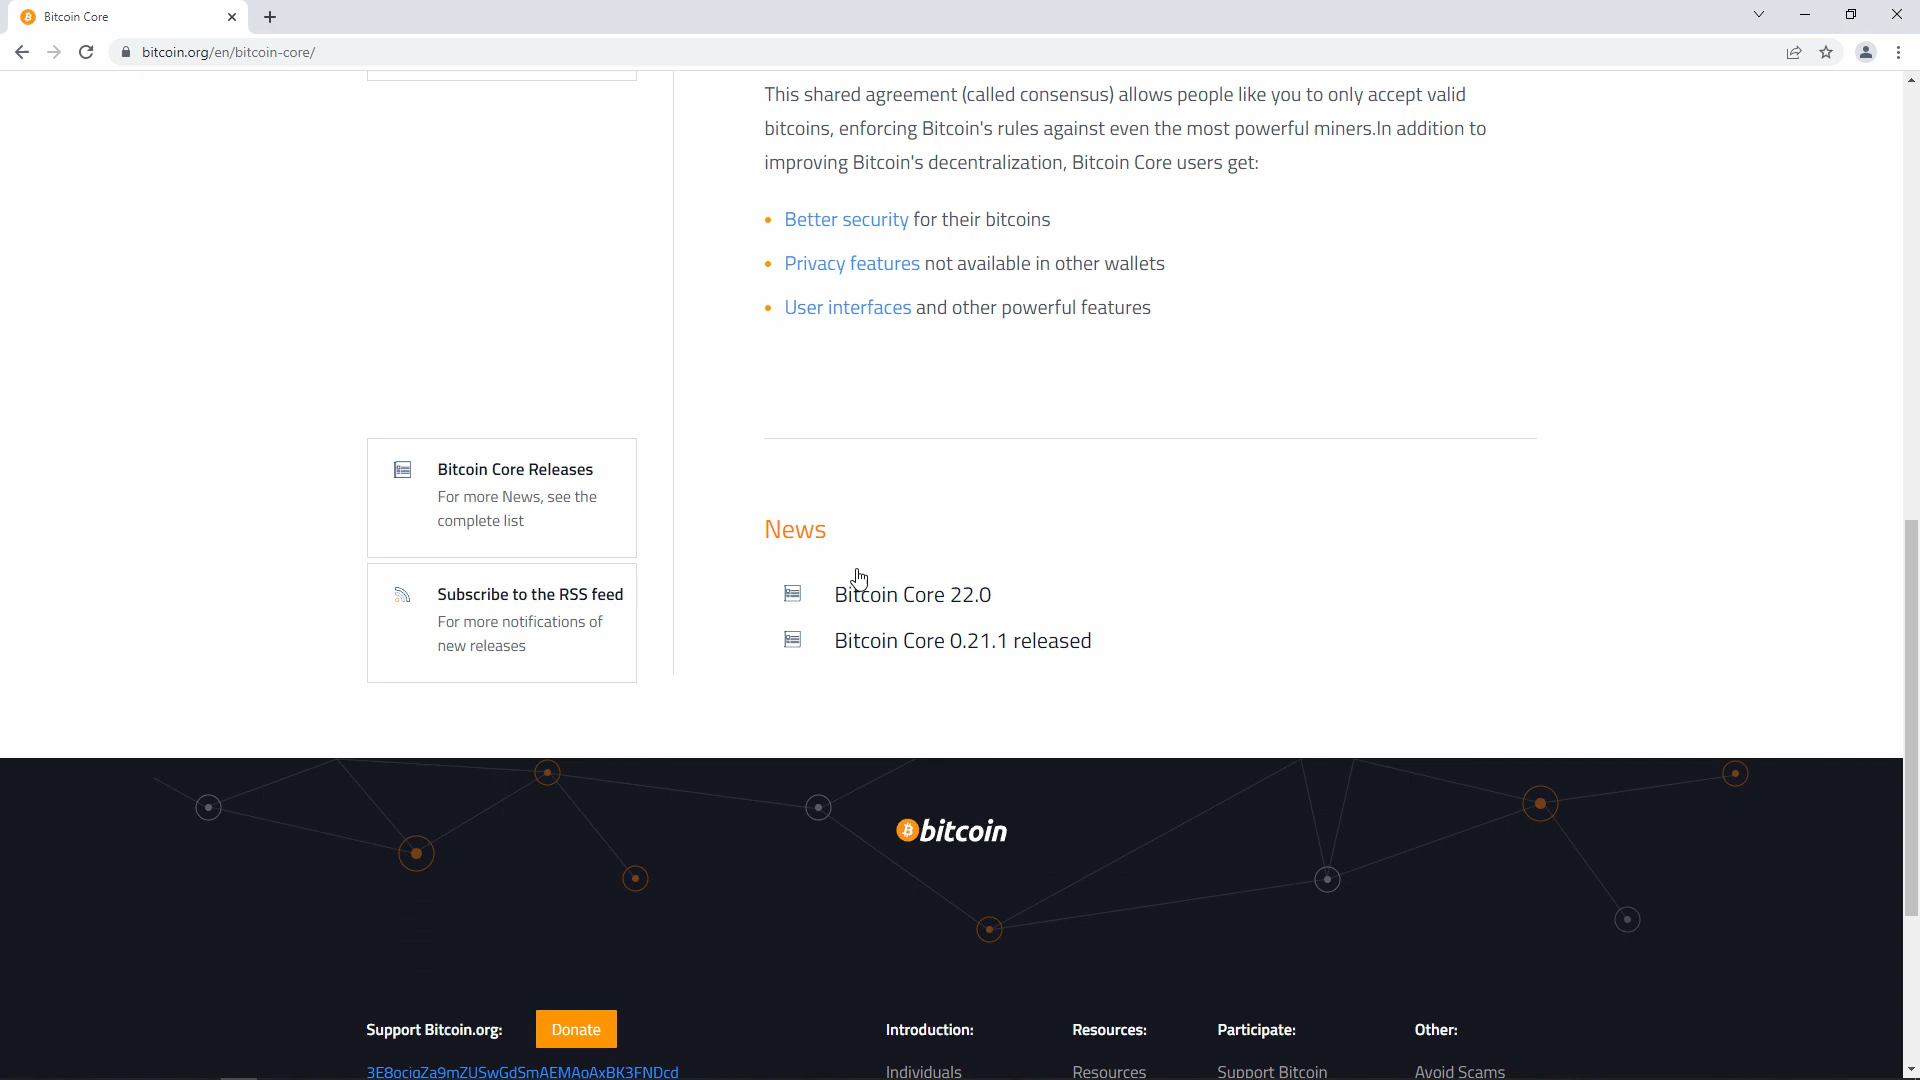 Bitcoin Core
bitcoin.org/en/bitcoin-core/
This shared agreement (called consensus) allows people like you to only accept valid
bitcoins, enforcing Bitcoin's rules against even the most powerful miners.In addition to
improving Bitcoin's decentralization, Bitcoin Core users get:
Better security for their bitcoins
Privacy features not available in other wallets
User interfaces and other powerful features
Bitcoin Core Releases
For more News, see the
complete list
Subscribe to the RSS feed
For more notifications of
new releases
News
Bitcoin Core 22.0
Bitcoin Core 0.21.1 released
bitcoin
Support Bitcoin.org:
Donate
Introduction:
Resources:
Participate:
Other:
Individuals
Resources
Support Bitcoin
Avoid Scams